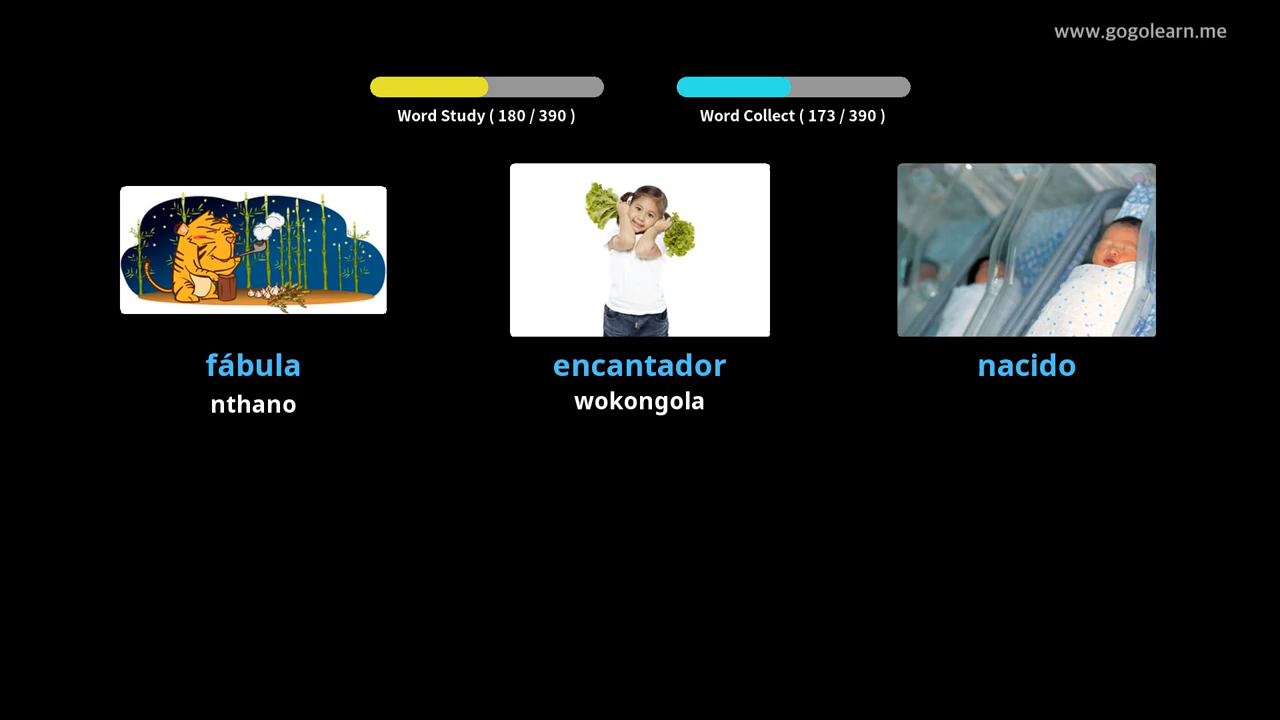 www.gogolearn.me
Word Study ( 180 / 390 )
Word Collect ( 173 / 390 )
fábula
nthano
encantador
wokongola
nacido